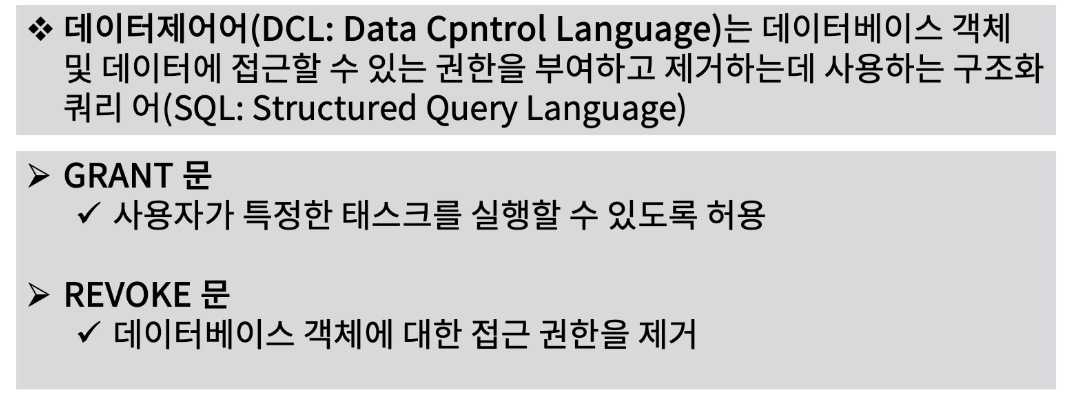 ❖ 데이터제어어(DCL: Data Cpntrol Language)는 데이터베이스 객체
및 데이터에 접근할 수 있는 권한을 부여하고 제거하는데 사용하는 구조화
쿼리 어(SQL: Structured Query Language)
➢ GRANT 문
✓ 사용자가 특정한 태스크를 실행할 수 있도록 허용
➢ REVOKE 문
✓ 데이터베이스 객체에 대한 접근 권한을 제거